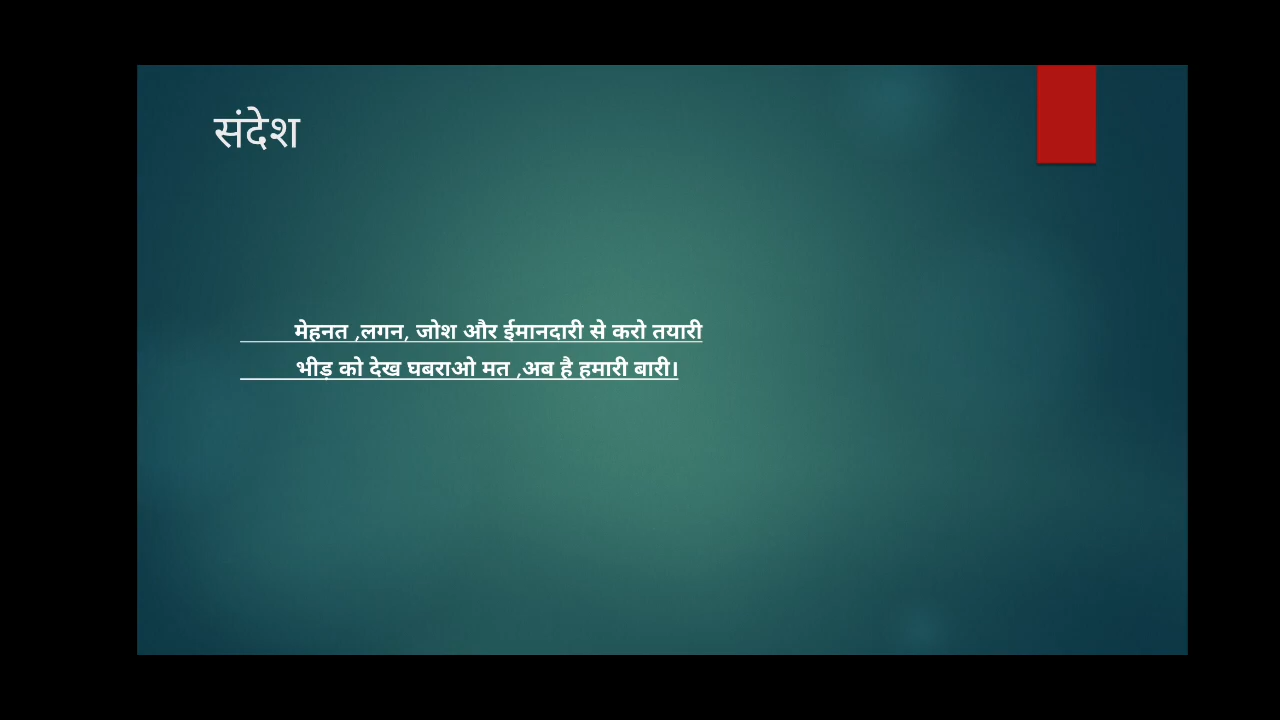 संदेश
मेहनत ,लगन, जोश और ईमानदारी से करो तयारी
भीड़ को देख घबराओ मत ,अब है हमारी बारी।